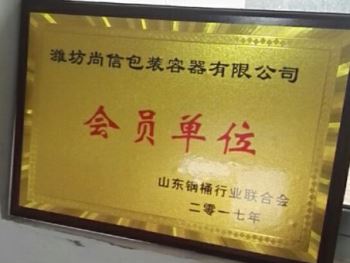 潍坊尚信包装容器有限公司
会员单位
山东钢桶行业联合会
二零一七年